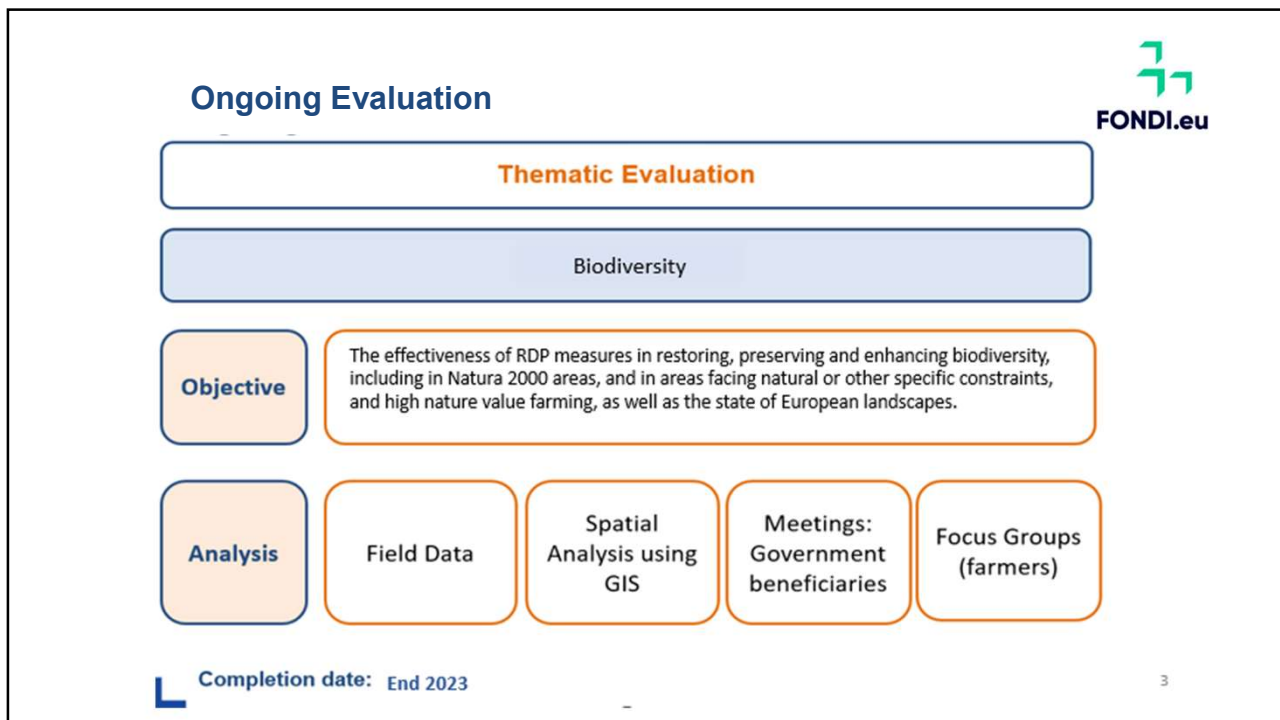 Ongoing Evaluation
FONDI.eu
Thematic Evaluation
Biodiversity
Objective
The effectiveness of RDP measures in restoring, preserving and enhancing biodiversity,
including in Natura 2000 areas, and in areas facing natural or other specific constraints,
and high nature value farming, as well as the state of European landscapes.
Analysis
Field Data
Spatial
Analysis using
GIS
Meetings:
Government
beneficiaries
Focus Groups
(farmers)
Completion date: End 2023
3